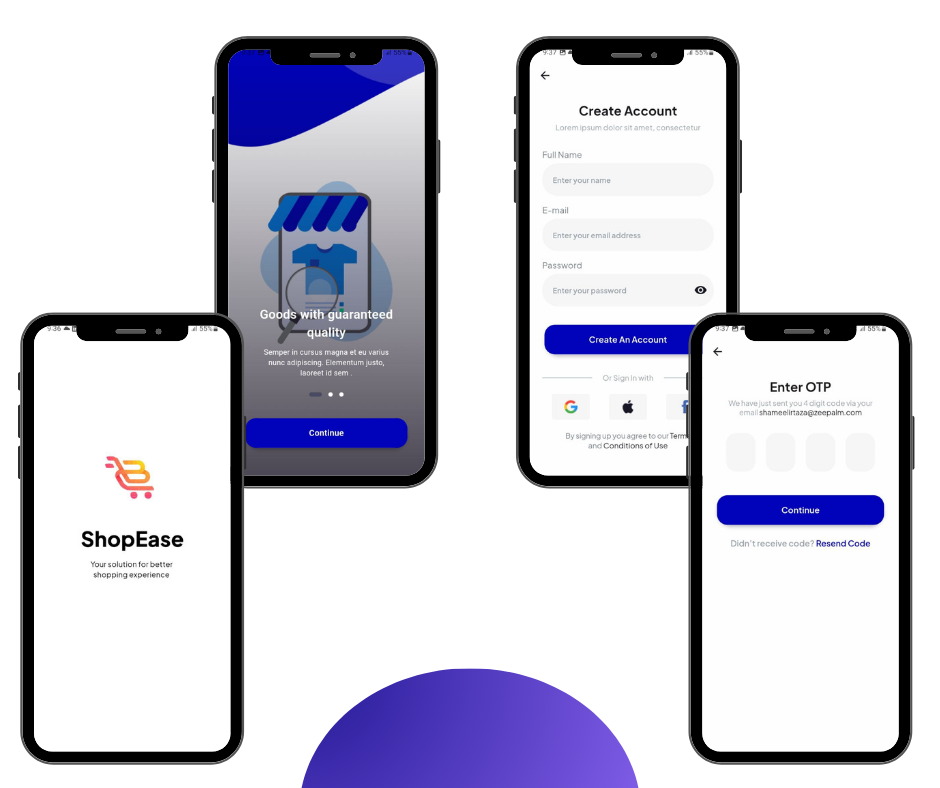 55%
Goods with guaranteed
quality
Semper in cursus magna et eu varius
nunc adipiscing. Elementum justo,
laoreet id sem .
Continue
9:37
55%
Create Account
Lorem ipsum dolor sit amet, consectetur
Full Name
Enter your name
E-mail
Enter your email address
Password
Enter your password
Create An Account
Or Sign In with
By signing up you agree to our Term
and Conditions of Use
9:36
55%
ShopEase
Your solution for better
shopping experience
9:37
55%
Enter OTP
We have just sent you 4 digit code via your
email shameelirtaza@zeepalm.com
Continue
Didn't receive code? Resend Code